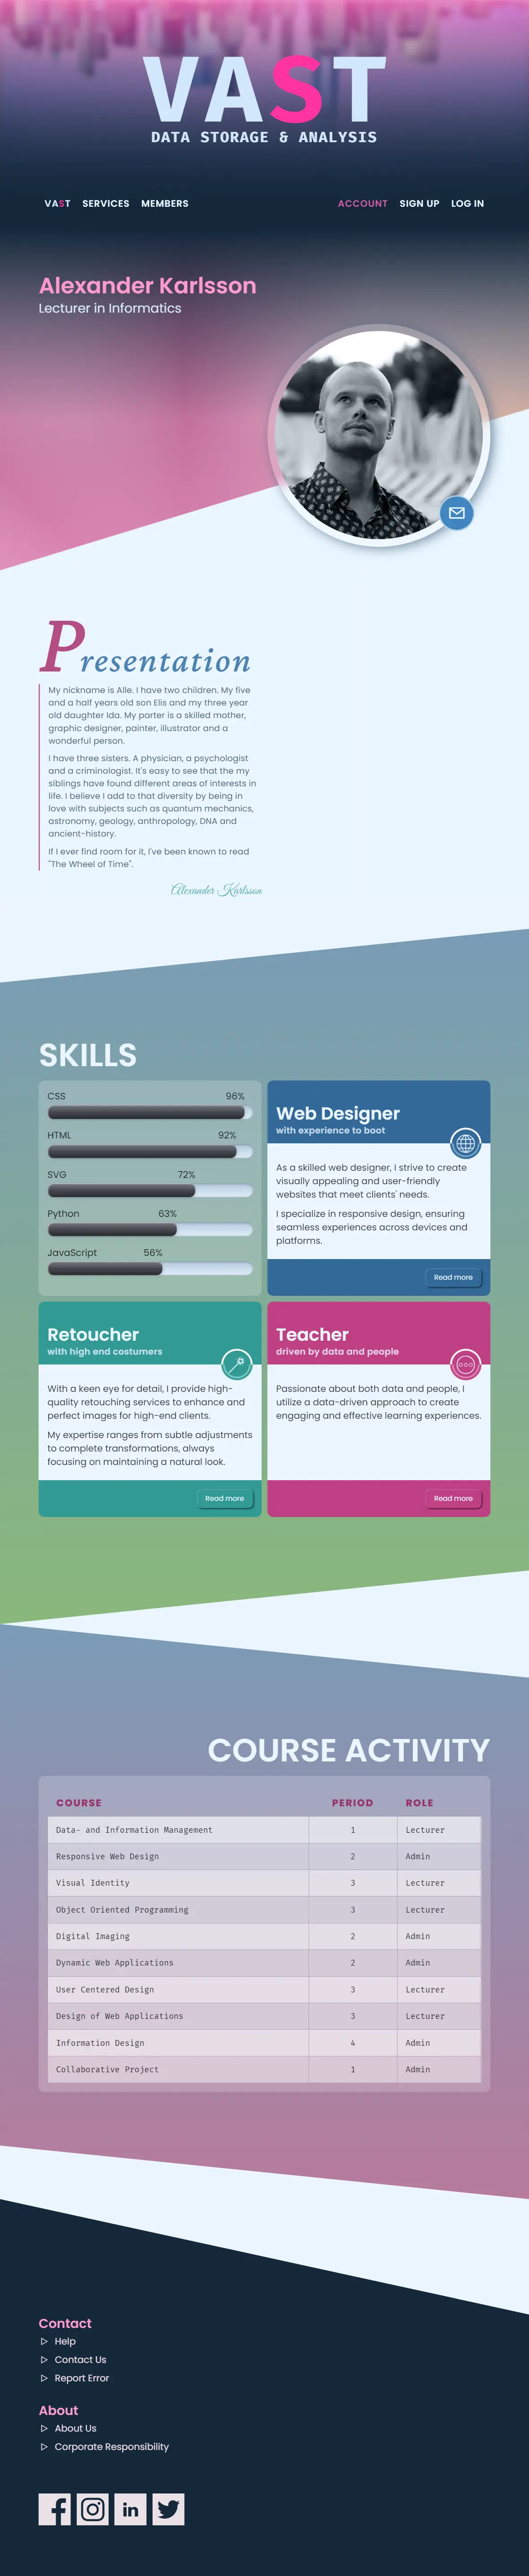 VAST
DATA STORAGE & ANALYSIS
VAST SERVICES MEMBERS ACCOUNT SIGN UP LOG IN
Alexander Karlsson
Lecturer in Informatics
Presentation
My nickname is Alle. I have two children. My five
and a half years old son Elis and my three year
old daughter Ida. My parter is a skilled mother,
graphic designer, painter, illustrator and a
wonderful person.
I have three sisters. A physician, a psychologist
and a criminologist. It's easy to see that the my
siblings have found different areas of interests in
life. I believe I add to that diversity by being in
love with subjects such as quantum mechanics,
astronomy, geology, anthropology, DNA and
ancient-history.
If I ever find room for it, I've been known to read
"The Wheel of Time".
Alexander Karlsson
SKILLS
CSS 96%
HTML 92%
SVG 72%
Python 63%
JavaScript 56%
Web Designer
with experience to boot
As a skilled web designer, I strive to create
visually appealing and user-friendly
websites that meet clients' needs.
I specialize in responsive design, ensuring
seamless experiences across devices and
platforms.
Read more
Retoucher
with high end costumers
With a keen eye for detail, I provide high-
quality retouching services to enhance and
perfect images for high-end clients.
My expertise ranges from subtle adjustments
to complete transformations, always
focusing on maintaining a natural look.
Read more
Teacher
driven by data and people
Passionate about both data and people, I
utilize a data-driven approach to create
engaging and effective learning experiences.
Read more
COURSE ACTIVITY
COURSE PERIOD ROLE
Data- and Information Management 1 Lecturer
Responsive Web Design 2 Admin
Visual Identity 3 Lecturer
Object Oriented Programming 3 Lecturer
Digital Imaging 2 Admin
Dynamic Web Applications 2 Admin
User Centered Design 3 Lecturer
Design of Web Applications 3 Lecturer
Information Design 4 Admin
Collaborative Project 1 Admin
Contact
Help
Contact Us
Report Error
About
About Us
Corporate Responsibility
in